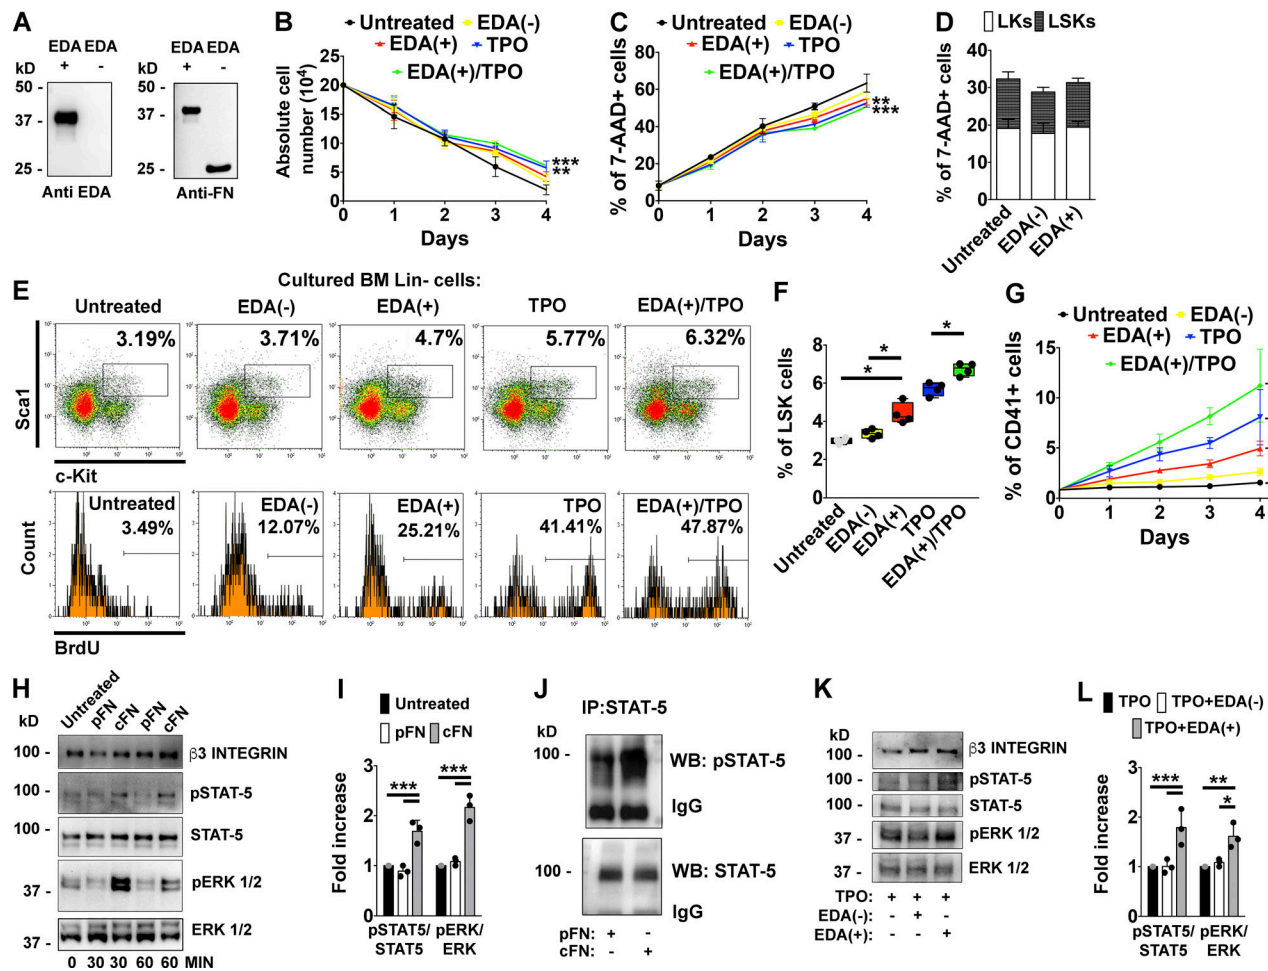 A
EDA EDA
kD + -
50 -
37 -
25 -
Anti EDA
EDA EDA
kD + -
50 -
37 -
25 -
Anti-FN
B
Untreated EDA(-)
EDA(+) TPO
EDA(+)/TPO
Absolute cell number (10⁴)
25
20
15
10
5
0
***
**
0 1 2 3 4
Days
C
Untreated EDA(-)
EDA(+) TPO
EDA(+)/TPO
% of 7-AAD+ cells
80
60
40
20
0
**
***
0 1 2 3 4
Days
D
LKs LSKs
% of 7-AAD+ cells
40
30
20
10
0
Untreated
EDA(-)
EDA(+)
E
Cultured BM Lin- cells:
Untreated EDA(-) EDA(+) TPO EDA(+)/TPO
3.19% 3.71% 4.7% 5.77% 6.32%
Sca1
c-Kit
Untreated EDA(-) EDA(+) TPO EDA(+)/TPO
3.49% 12.07% 25.21% 41.41% 47.87%
Count
BrdU
F
% of LSK cells
8
6
4
2
0
* * *
Untreated
EDA(-)
EDA(+)
TPO
EDA(+)/TPO
G
Untreated EDA(-)
EDA(+) TPO
EDA(+)/TPO
% of CD41+ cells
15
10
5
0
0 1 2 3 4
Days
H
kD Untreated pFN cFN pFN cFN
100 - β3 INTEGRIN
pSTAT-5
100 - STAT-5
37 - pERK 1/2
37 - ERK 1/2
0 30 30 60 60 MIN
I
Untreated
pFN cFN
Fold increase
3
2
1
0
*** ***
pSTAT5/ pERK/
STAT5 ERK
J
IP:STAT-5
kD
100 - WB: pSTAT-5
IgG
100 - WB: STAT-5
IgG
pFN: + -
cFN: - +
K
kD
100 - β3 INTEGRIN
100 - pSTAT-5
100 - STAT-5
37 - pERK 1/2
37 - ERK 1/2
TPO: + + +
EDA(-): - + -
EDA(+): - - +
L
TPO TPO+EDA(-)
TPO+EDA(+)
Fold increase
3
2
1
0
*** ** *
pSTAT5/ pERK/
STAT5 ERK